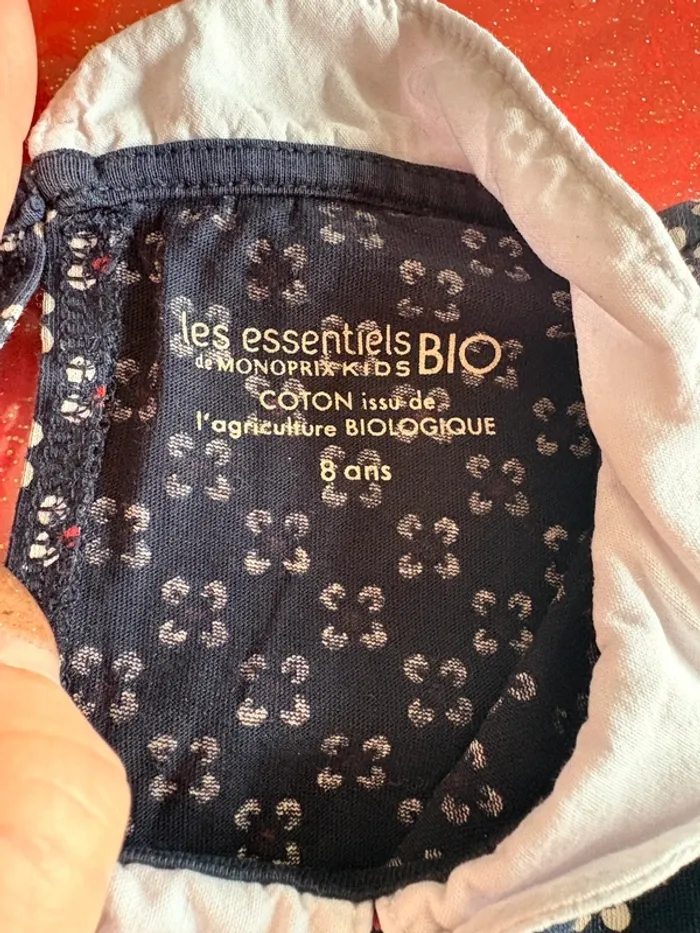 les essentiels BIO
de MONOPRIX KIDS
COTON issu de
l'agriculture BIOLOGIQUE
8 ans